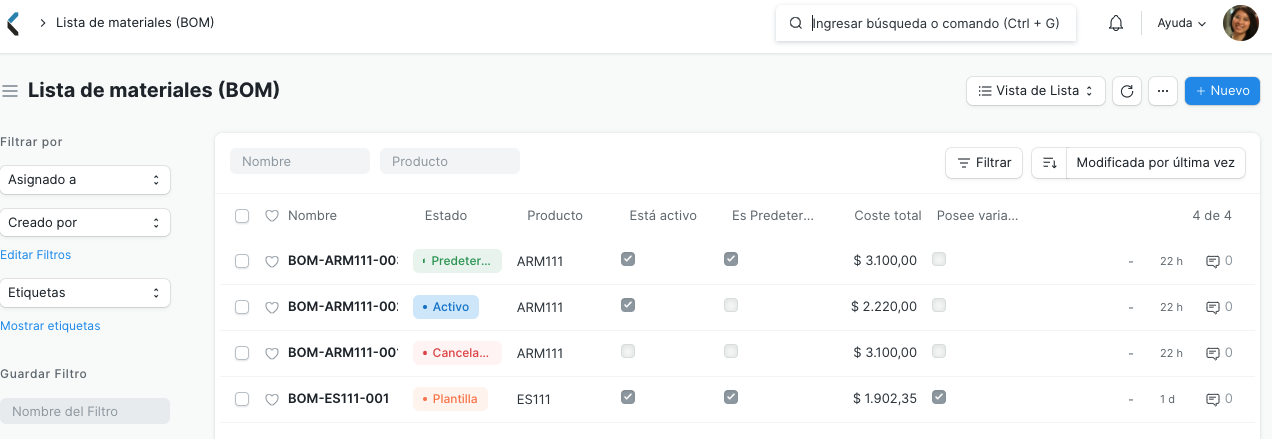 Lista de materiales (BOM)
Ingresar búsqueda o comando (Ctrl + G)
Ayuda
Lista de materiales (BOM)
Vista de Lista
...
+ Nuevo
Filtrar por
Asignado a
Creado por
Editar Filtros
Etiquetas
Mostrar etiquetas
Guardar Filtro
Nombre del Filtro
Nombre Producto
Filtrar
Modificada por última vez
Nombre Estado Producto Está activo Es Predeter... Coste total Posee varia... 4 de 4
BOM-ARM111-00 Predeter... ARM111 $ 3.100,00 - 22 h 0
BOM-ARM111-00 Activo ARM111 $ 2.220,00 - 22 h 0
BOM-ARM111-00 Cancela... ARM111 $ 3.100,00 - 22 h 0
BOM-ES111-001 Plantilla ES111 $ 1.902,35 - 1 d 0